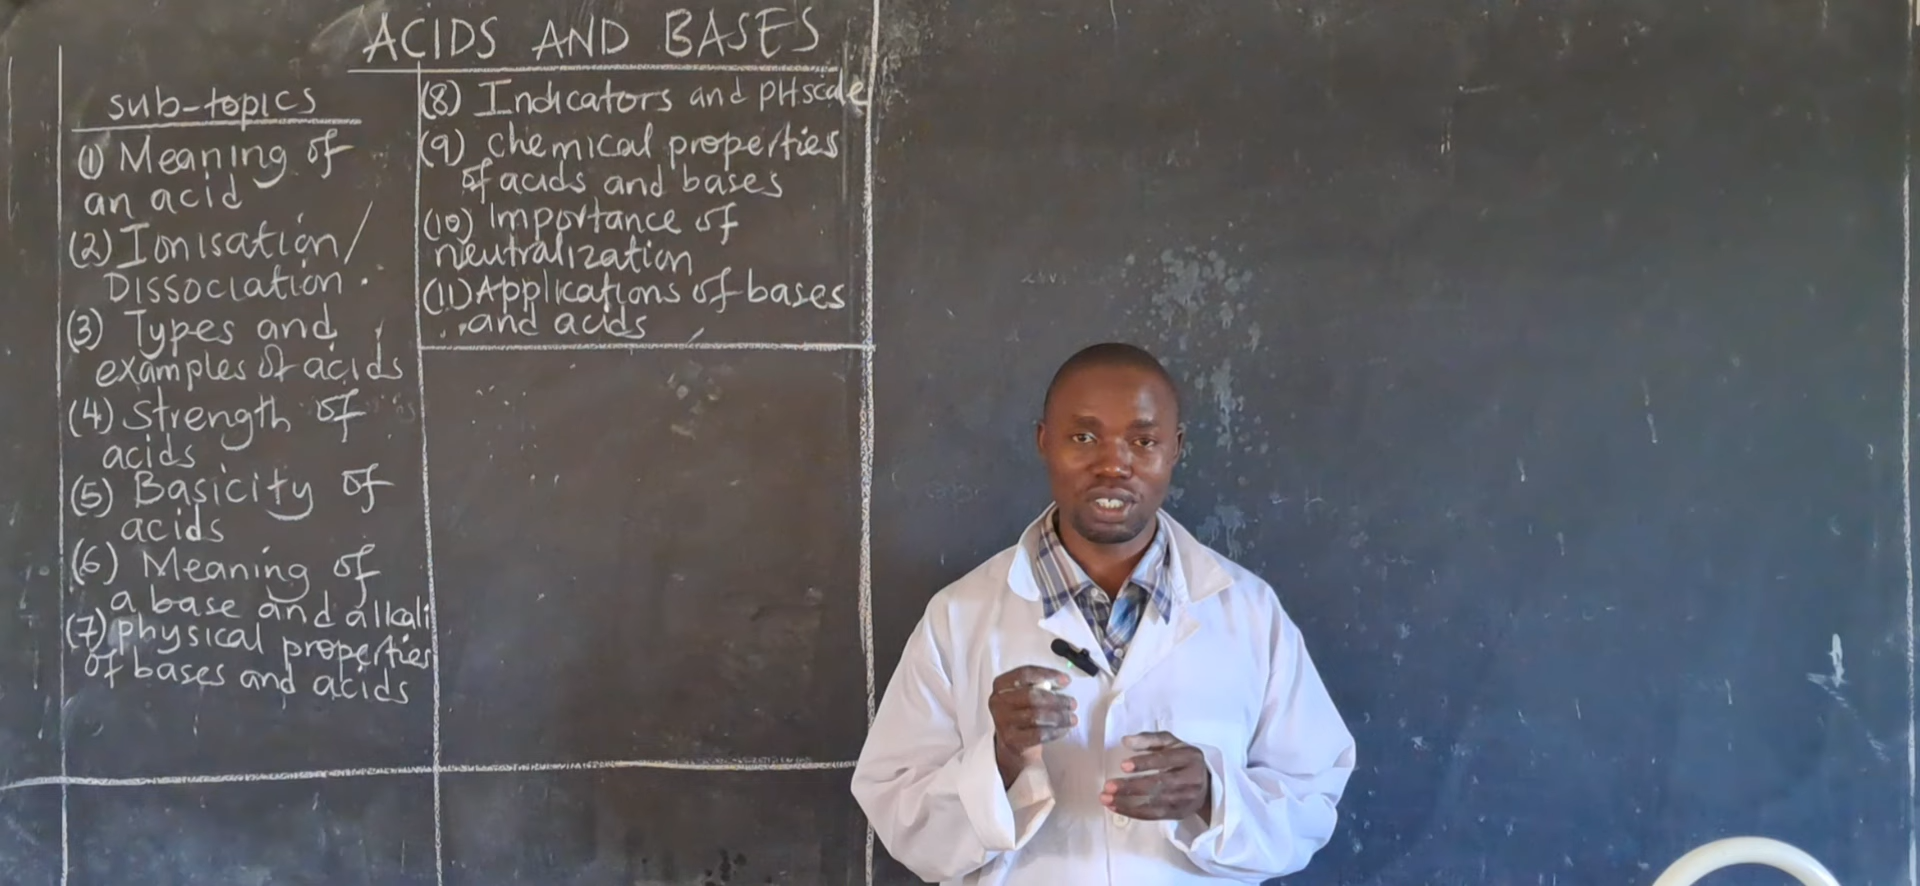 ACIDS AND BASES
sub-topics
(1) Meaning of
an acid
(2) Ionisation/
Dissociation.
(3) Types and
examples of acids
(4) Strength of
acids
(5) Basicity of
acids
(6) Meaning of
a base and alkali
(7) physical properties
of bases and acids
(8) Indicators and PH scale
(9) chemical properties
of acids and bases
(10) Importance of
neutralization
(11) Applications of bases
and acids